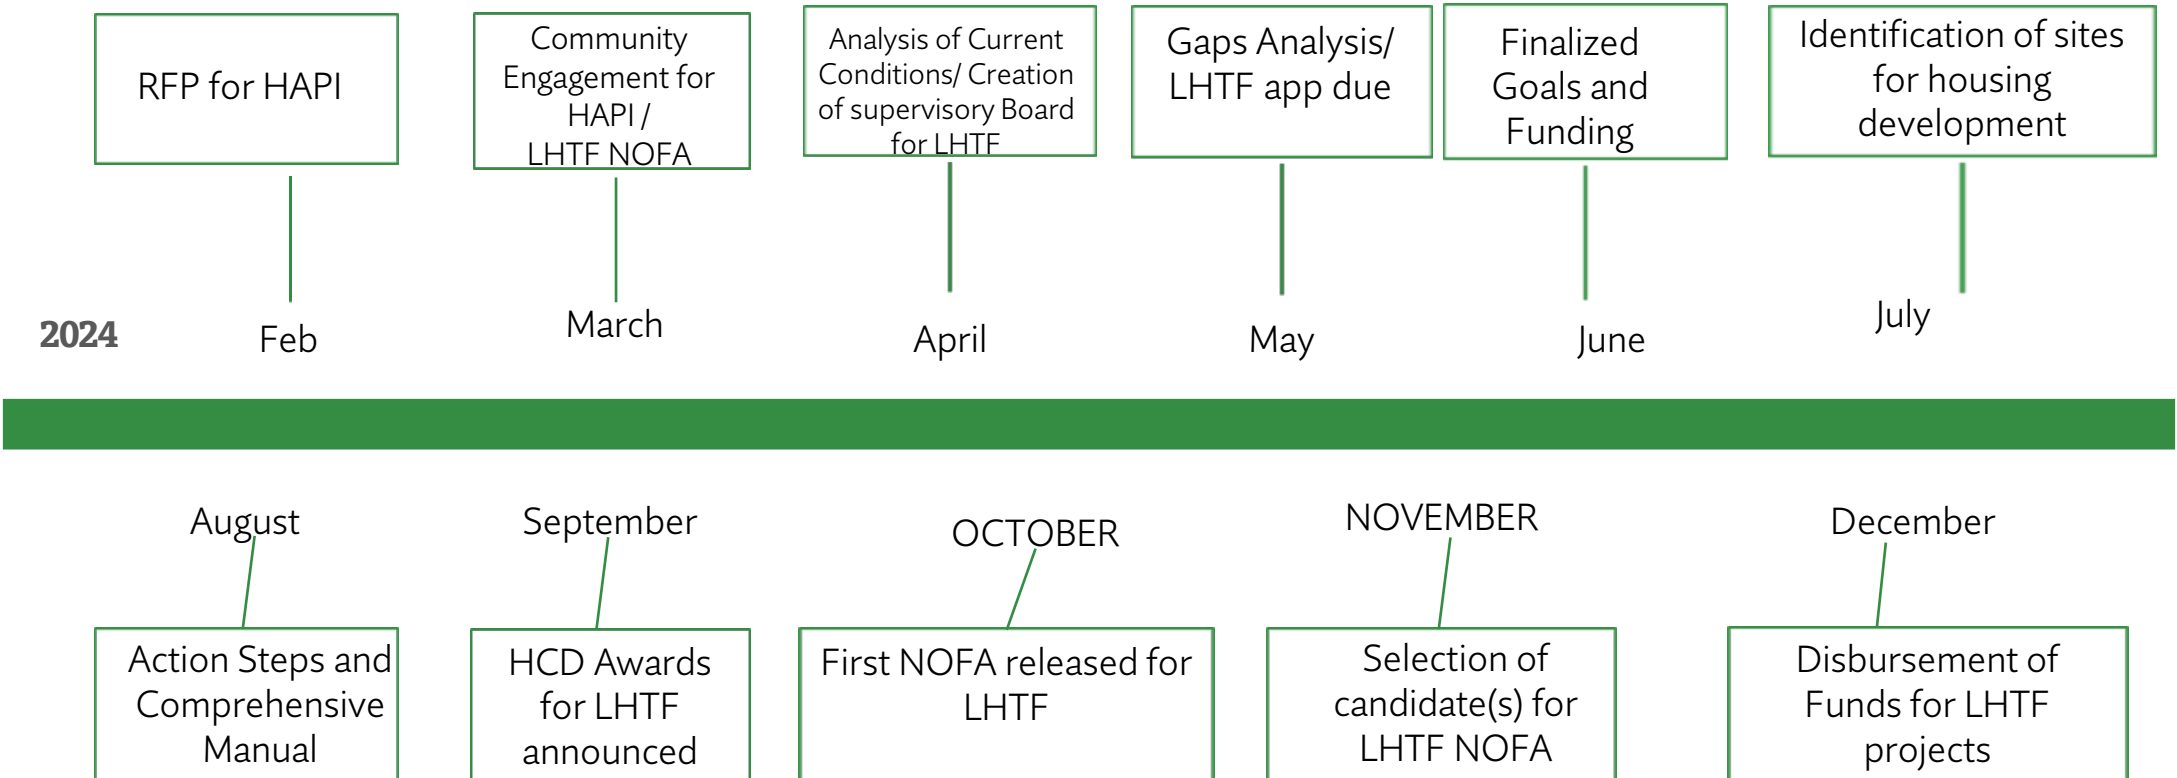 RFP for HAPI
Community
Engagement for
HAPI /
LHTF NOFA
Analysis of Current
Conditions/ Creation
of supervisory Board
for LHTF
Gaps Analysis/
LHTF app due
Finalized
Goals and
Funding
Identification of sites
for housing
development
2024
Feb
March
April
May
June
July
August
September
OCTOBER
NOVEMBER
December
Action Steps and
Comprehensive
Manual
HCD Awards
for LHTF
announced
First NOFA released for
LHTF
Selection of
candidate(s) for
LHTF NOFA
Disbursement of
Funds for LHTF
projects